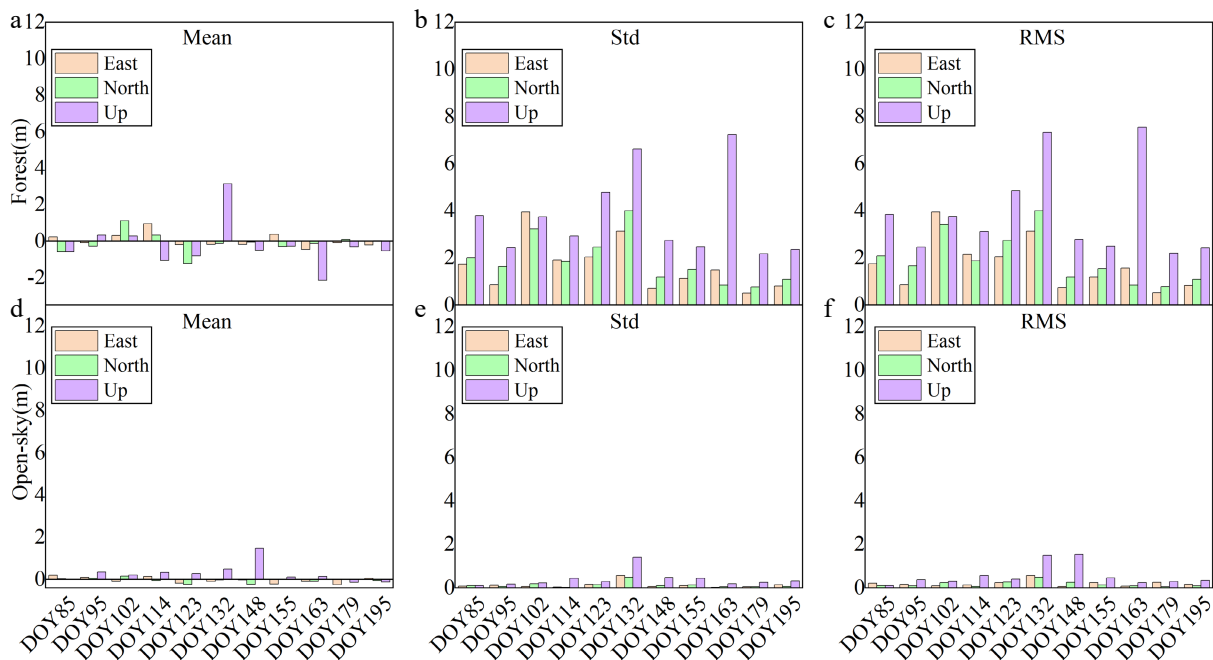 a
Mean
12
10
8
6
4
2
0
-2
Forest(m)
East
North
Up
b
Std
12
10
8
6
4
2
0
East
North
Up
c
RMS
12
10
8
6
4
2
0
East
North
Up
d
Mean
12
10
8
6
4
2
0
Open-sky(m)
East
North
Up
DOY85
DOY95
DOY102
DOY114
DOY123
DOY132
DOY148
DOY155
DOY163
DOY179
DOY195
e
Std
12
10
8
6
4
2
0
East
North
Up
DOY85
DOY95
DOY102
DOY114
DOY123
DOY132
DOY148
DOY155
DOY163
DOY179
DOY195
f
RMS
12
10
8
6
4
2
0
East
North
Up
DOY85
DOY95
DOY102
DOY114
DOY123
DOY132
DOY148
DOY155
DOY163
DOY179
DOY195